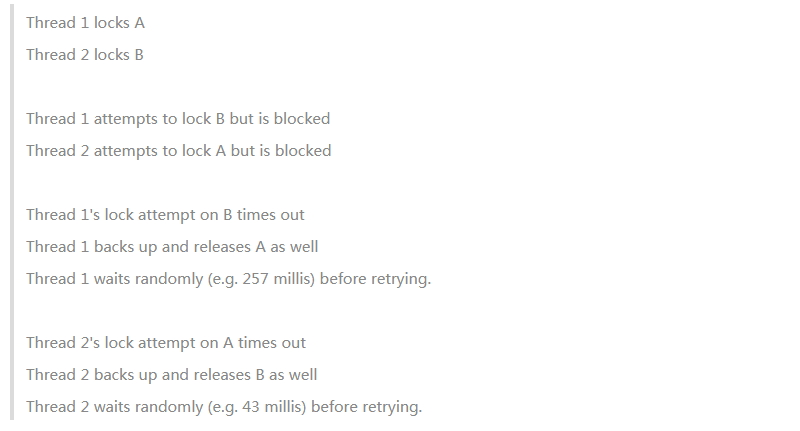 Thread 1 locks A
Thread 2 locks B
Thread 1 attempts to lock B but is blocked
Thread 2 attempts to lock A but is blocked
Thread 1's lock attempt on B times out
Thread 1 backs up and releases A as well
Thread 1 waits randomly (e.g. 257 millis) before retrying.
Thread 2's lock attempt on A times out
Thread 2 backs up and releases B as well
Thread 2 waits randomly (e.g. 43 millis) before retrying.